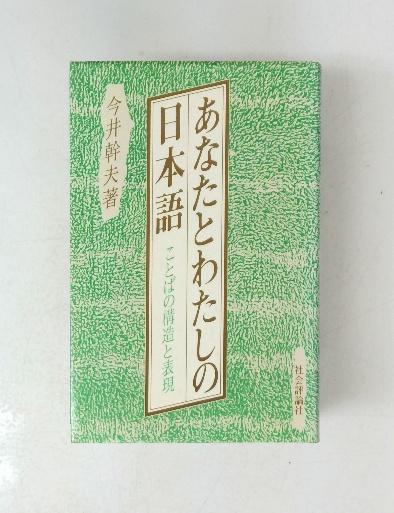 あなたとわたしの
日本語
ことばの構造と表現
今井幹夫著
社会評論社